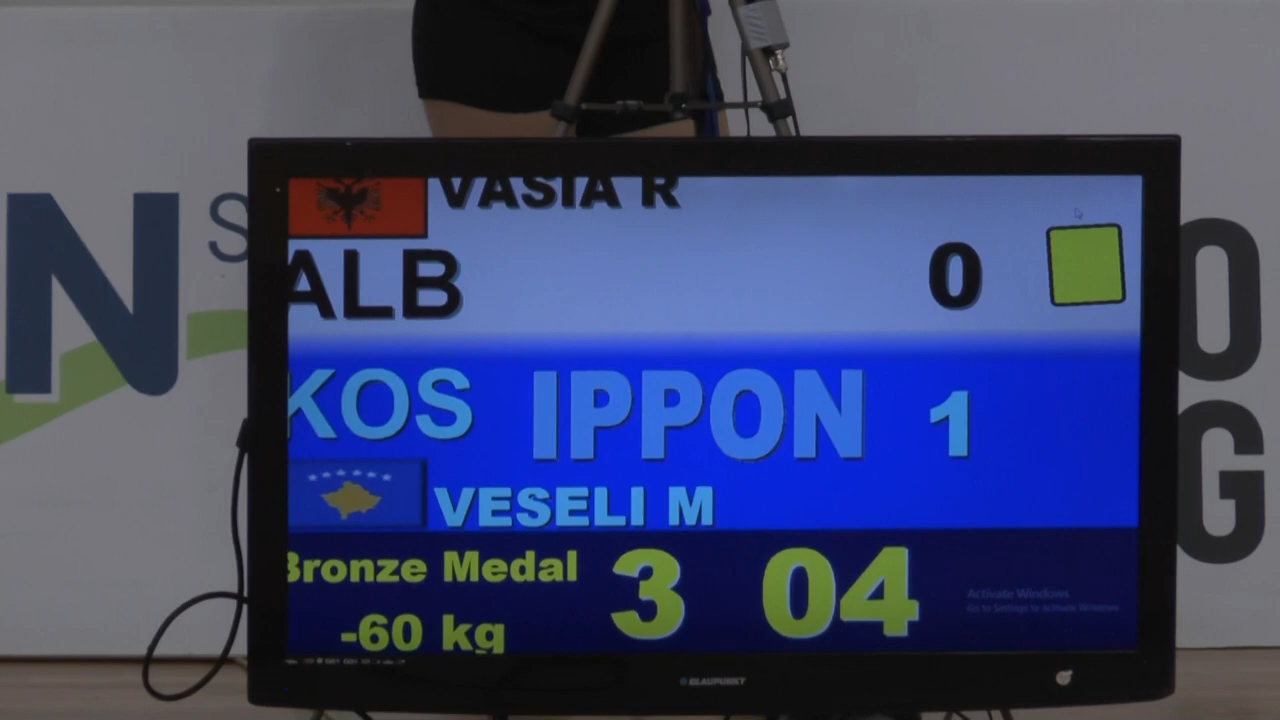 VASIA R
ALB 0
KOS IPPON 1
VESELI M
Bronze Medal 3 04
-60 kg
Activate Windows
Go to Settings to activate Windows.
BLAUPUNKT
N S
O
G